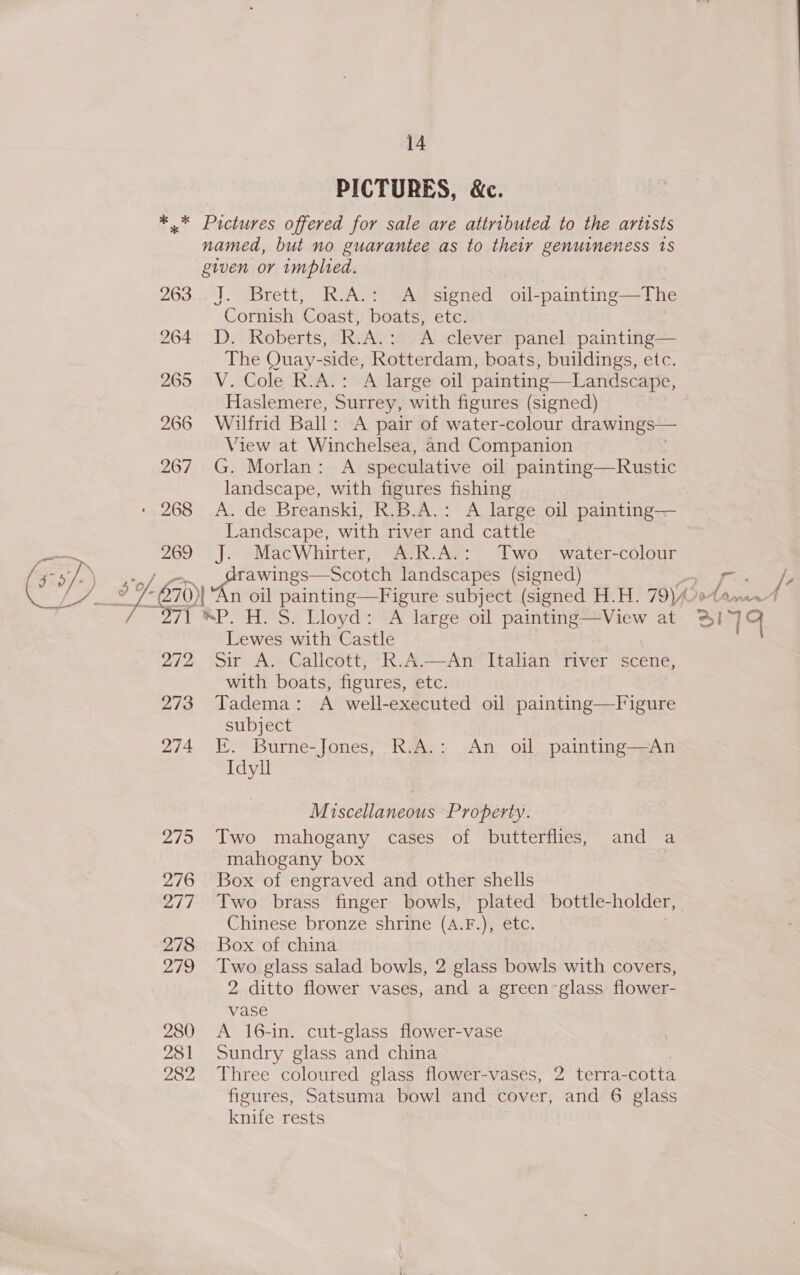 14
PICTURES, &c.
*⁎* Pictures offered for sale are attributed to the artists
named, but no guarantee as to their genuineness is
given or implied.
263 J. Brett, R.A.: A signed oil-painting—The
Cornish Coast, boats, etc.
264 D. Roberts, R.A.: A clever panel painting—
The Quay-side, Rotterdam, boats, buildings, etc.
265 V. Cole R.A.: A large oil painting—Landscape,
Haslemere, Surrey, with figures (signed)
266 Wilfrid Ball: A pair of water-colour drawings—
View at Winchelsea, and Companion
267 G. Morlan: A speculative oil painting—Rustic
landscape, with figures fishing
268 A. de Breanski, R.B.A.: A large oil painting—
Landscape, with river and cattle
269 J. MacWhirter, A.R.A.: Two water-colour
drawings—Scotch landscapes (signed)
270 An oil painting—Figure subject (signed H.H. 79)
271 P. H. S. Lloyd: A large oil painting—View at
Lewes with Castle
272 Sir A. Callcott, R.A.—An Italian river scene,
with boats, figures, etc.
273 Tadema: A well-executed oil painting—Figure
subject
274 E. Burne-Jones, R.A.: An oil painting—An
Idyll
Miscellaneous Property.
275 Two mahogany cases of butterflies, and a
mahogany box
276 Box of engraved and other shells
277 Two brass finger bowls, plated bottle-holder,
Chinese bronze shrine (A.F.), etc.
278 Box of china
279 Two glass salad bowls, 2 glass bowls with covers,
2 ditto flower vases, and a green glass flower-
vase
280 A 16-in. cut-glass flower-vase
281 Sundry glass and china
282 Three coloured glass flower-vases, 2 terra-cotta
figures, Satsuma bowl and cover, and 6 glass
knife rests